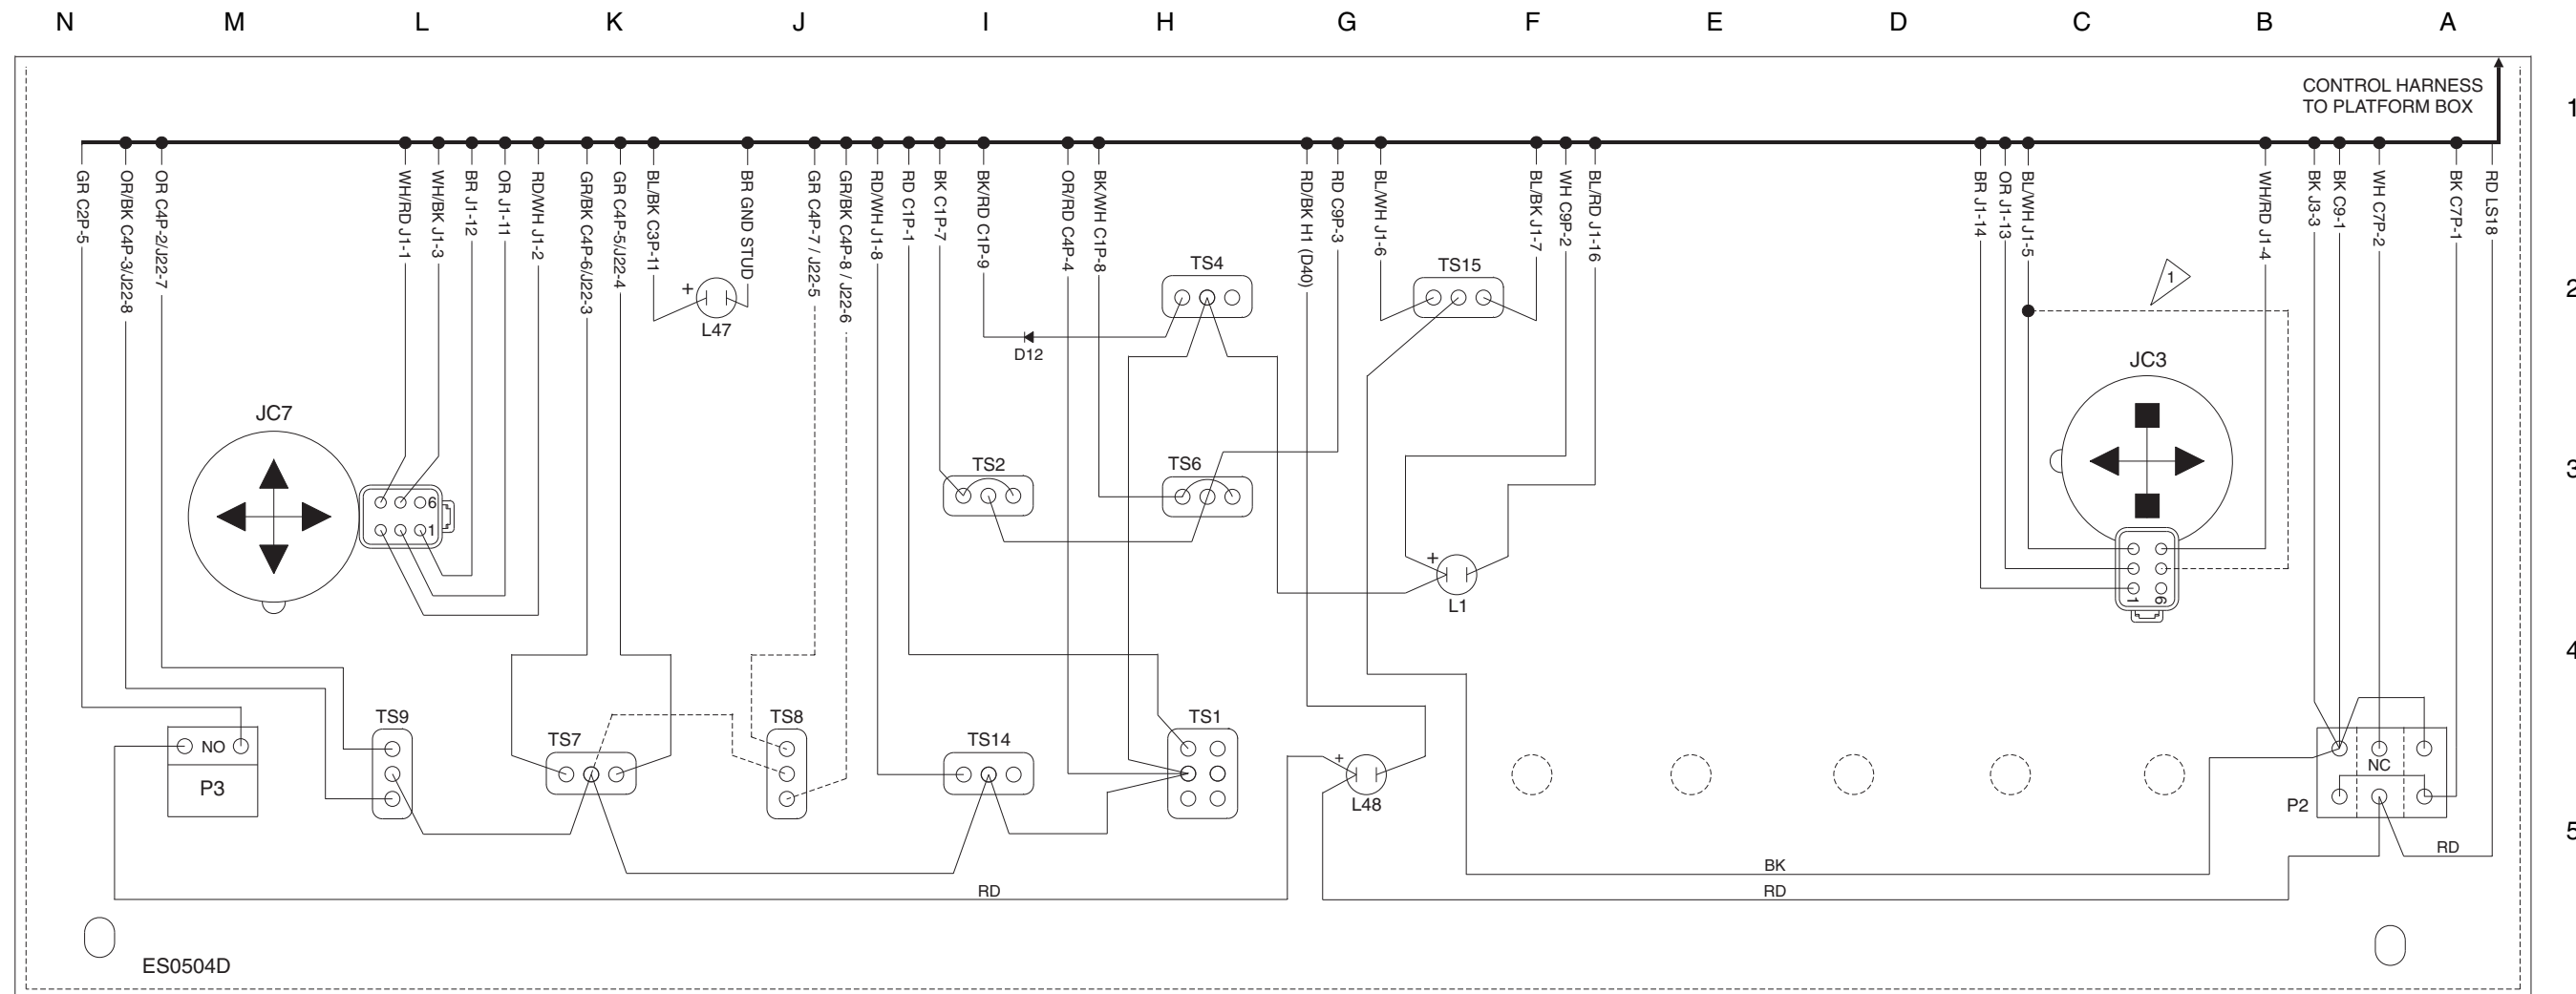 N M L K J I H G F E D C B A
CONTROL HARNESS
TO PLATFORM BOX
1
GR C2P-5
OR/BK C4P-3/J22-8
OR C4P-2/J22-7
WH/RD J1-1
WH/BK J1-3
BR J1-12
OR J1-11
RD/WH J1-2
GR/BK C4P-6/J22-3
GR C4P-5/J22-4
BL/BK C3P-11
BR GND STUD
GR C4P-7 / J22-5
GR/BK C4P-8 / J22-6
RD/WH J1-8
RD C1P-1
BK C1P-7
BK/RD C1P-9
OR/RD C4P-4
BK/WH C1P-8
RD/BK H1 (D40)
RD C9P-3
BL/WH J1-6
BL/BK J1-7
WH C9P-2
BL/RD J1-16
BR J1-14
OR J1-13
BL/WH J1-5
WH/RD J1-4
BK J3-3
BK C9-1
WH C7P-2
BK C7P-1
RD LS18
TS4
TS15
1
2
+
L47
D12
JC3
JC7
TS2
TS6
3
6
1
+
L1
1 6
4
TS9
TS7
TS8
TS14
TS1
NO
P3
+
L48
NC
P2
5
RD
BK
RD
RD
ES0504D